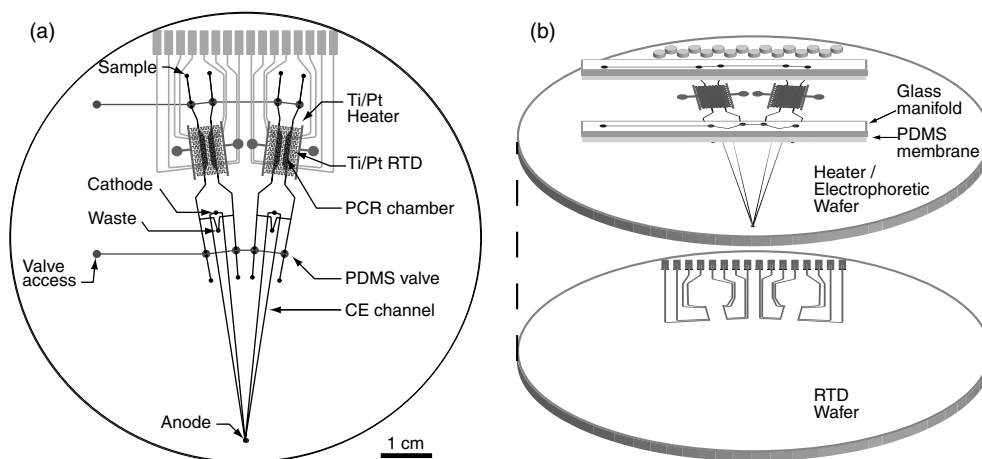 (a)
Sample
Ti/Pt
Heater
Ti/Pt RTD
Cathode
PCR chamber
Waste
Valve
access
PDMS valve
CE channel
Anode
1 cm
(b)
Glass
manifold
PDMS
membrane
Heater /
Electrophoretic
Wafer
RTD
Wafer